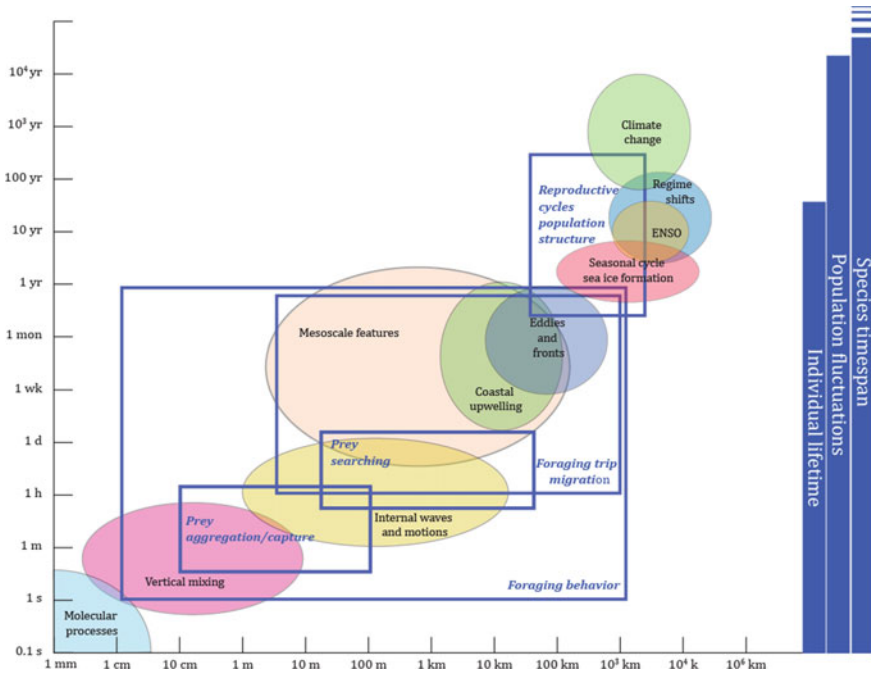 10⁴ yr
10³ yr
100 yr
10 yr
1 yr
1 mon
1 wk
1 d
1 h
1 m
1 s
0.1 s
Climate
change
Reproductive
cycles
population
structure
Regime
shifts
ENSO
Seasonal cycle
sea ice formation
Mesoscale features
Eddies
and
fronts
Coastal
upwelling
Prey
searching
Foraging trip
migration
Prey
aggregation/capture
Internal waves
and motions
Vertical mixing
Foraging behavior
Molecular
processes
1 mm
1 cm
10 cm
1 m
10 m
100 m
1 km
10 km
100 km
10³ km
10⁴ k
10⁶ km
Individual lifetime
Population fluctuations
Species timespan